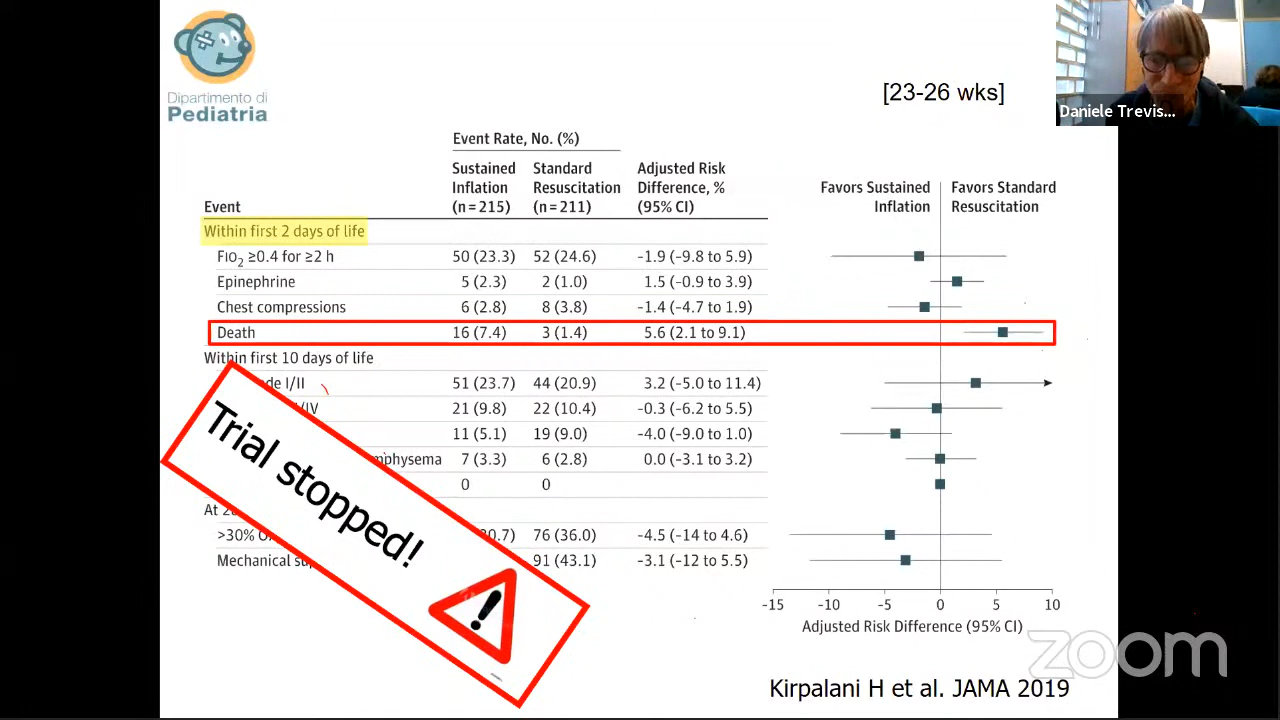 Dipartimento di
Pediatria
[23-26 wks]
Daniele Trevis...
Event Rate, No. (%)
Event
Sustained Inflation (n=215)
Standard Resuscitation (n=211)
Adjusted Risk Difference, % (95% CI)
Favors Sustained Inflation
Favors Standard Resuscitation
Within first 2 days of life
FIO2 ≥0.4 for ≥2 h 50 (23.3) 52 (24.6) -1.9 (-9.8 to 5.9)
Epinephrine 5 (2.3) 2 (1.0) 1.5 (-0.9 to 3.9)
Chest compressions 6 (2.8) 8 (3.8) -1.4 (-4.7 to 1.9)
Death 16 (7.4) 3 (1.4) 5.6 (2.1 to 9.1)
Within first 10 days of life
I/II 51 (23.7) 44 (20.9) 3.2 (-5.0 to 11.4)
21 (9.8) 22 (10.4) -0.3 (-6.2 to 5.5)
11 (5.1) 19 (9.0) -4.0 (-9.0 to 1.0)
7 (3.3) 6 (2.8) 0.0 (-3.1 to 3.2)
0 0
At
>30% 76 (36.0) -4.5 (-14 to 4.6)
Mechanical 91 (43.1) -3.1 (-12 to 5.5)
Trial stopped!
!
-15 -10 -5 0 5 10
Adjusted Risk Difference (95% CI)
zoom
Kirpalani H et al. JAMA 2019